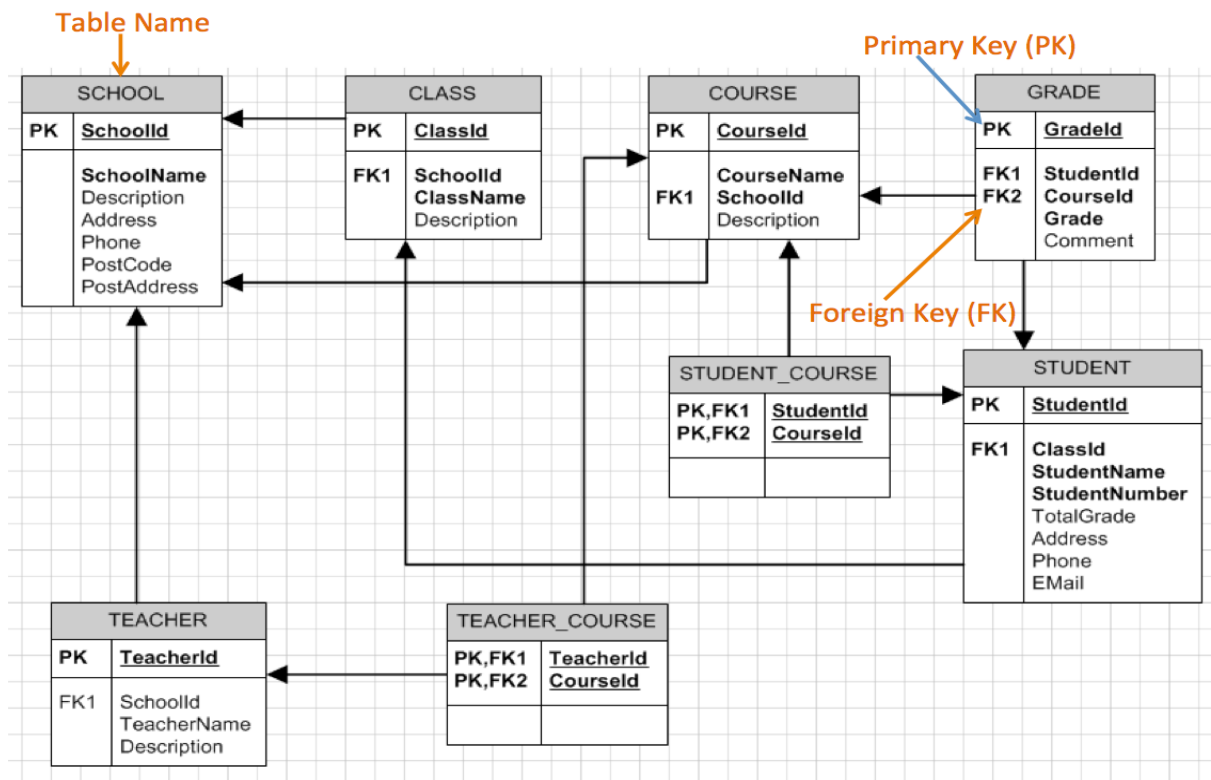 Table Name
Primary Key (PK)
SCHOOL
PK SchoolId
SchoolName
Description
Address
Phone
PostCode
PostAddress
CLASS
PK ClassId
FK1 SchoolId
ClassName
Description
COURSE
PK CourseId
CourseName
FK1 SchoolId
Description
GRADE
PK GradeId
FK1 StudentId
FK2 CourseId
Grade
Comment
Foreign Key (FK)
STUDENT_COURSE
PK,FK1 StudentId
PK,FK2 CourseId
STUDENT
PK StudentId
FK1 ClassId
StudentName
StudentNumber
TotalGrade
Address
Phone
EMail
TEACHER
PK TeacherId
FK1 SchoolId
TeacherName
Description
TEACHER_COURSE
PK,FK1 TeacherId
PK,FK2 CourseId